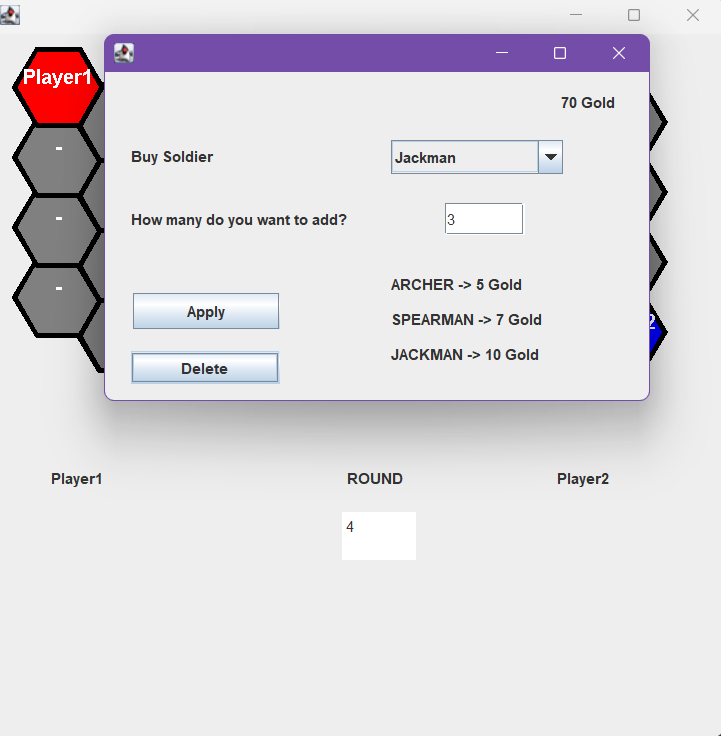 Player1
70 Gold
Buy Soldier
Jackman
-
How many do you want to add?
3
-
ARCHER -> 5 Gold
-
Apply
SPEARMAN -> 7 Gold
2
JACKMAN -> 10 Gold
Delete
Player1
ROUND
Player2
4